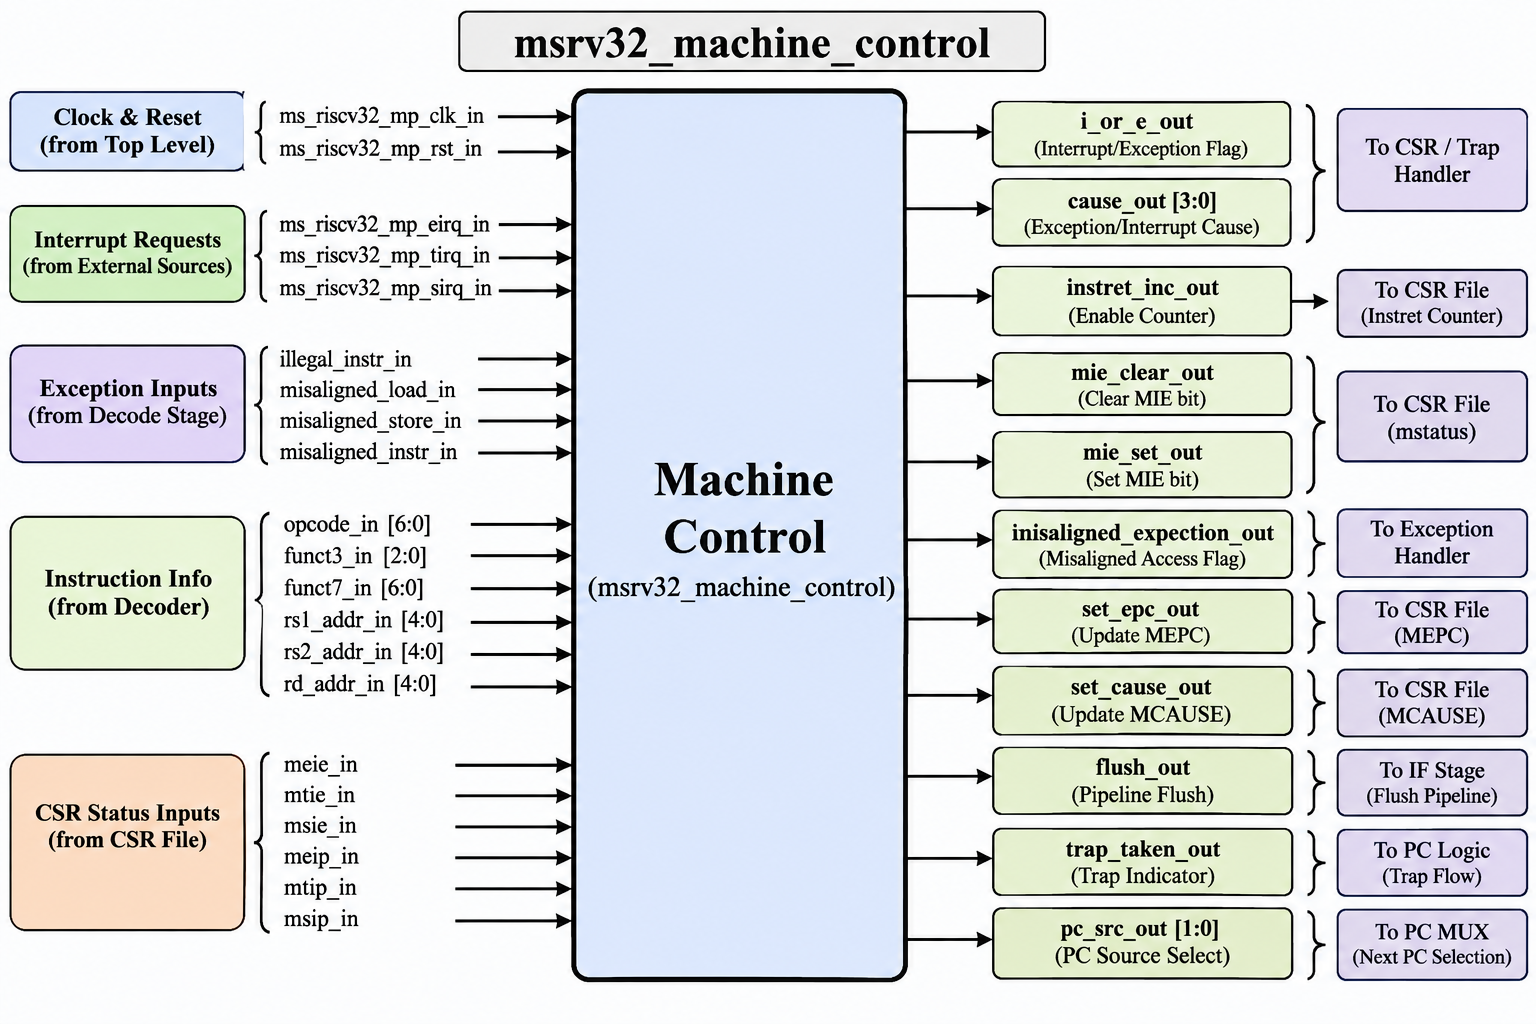 msrv32_machine_control
Clock & Reset
(from Top Level)
ms_riscv32_mp_clk_in
ms_riscv32_mp_rst_in
Interrupt Requests
(from External Sources)
ms_riscv32_mp_eirq_in
ms_riscv32_mp_tirq_in
ms_riscv32_mp_sirq_in
Exception Inputs
(from Decode Stage)
illegal_instr_in
misaligned_load_in
misaligned_store_in
misaligned_instr_in
Instruction Info
(from Decoder)
opcode_in [6:0]
funct3_in [2:0]
funct7_in [6:0]
rs1_addr_in [4:0]
rs2_addr_in [4:0]
rd_addr_in [4:0]
CSR Status Inputs
(from CSR File)
meie_in
mtie_in
msie_in
meip_in
mtip_in
msip_in
Machine
Control
(msrv32_machine_control)
i_or_e_out
(Interrupt/Exception Flag)
cause_out [3:0]
(Exception/Interrupt Cause)
To CSR / Trap
Handler
instret_inc_out
(Enable Counter)
To CSR File
(Instret Counter)
mie_clear_out
(Clear MIE bit)
mie_set_out
(Set MIE bit)
To CSR File
(mstatus)
inisaligned_expection_out
(Misaligned Access Flag)
To Exception
Handler
set_epc_out
(Update MEPC)
To CSR File
(MEPC)
set_cause_out
(Update MCAUSE)
To CSR File
(MCAUSE)
flush_out
(Pipeline Flush)
To IF Stage
(Flush Pipeline)
trap_taken_out
(Trap Indicator)
To PC Logic
(Trap Flow)
pc_src_out [1:0]
(PC Source Select)
To PC MUX
(Next PC Selection)